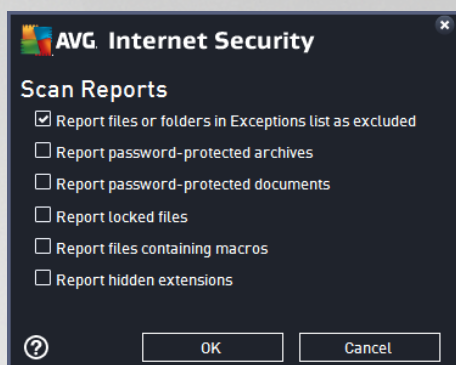 AVG. Internet Security
Scan Reports
Report files or folders in Exceptions list as excluded
Report password-protected archives
Report password-protected documents
Report locked files
Report files containing macros
Report hidden extensions
? OK Cancel